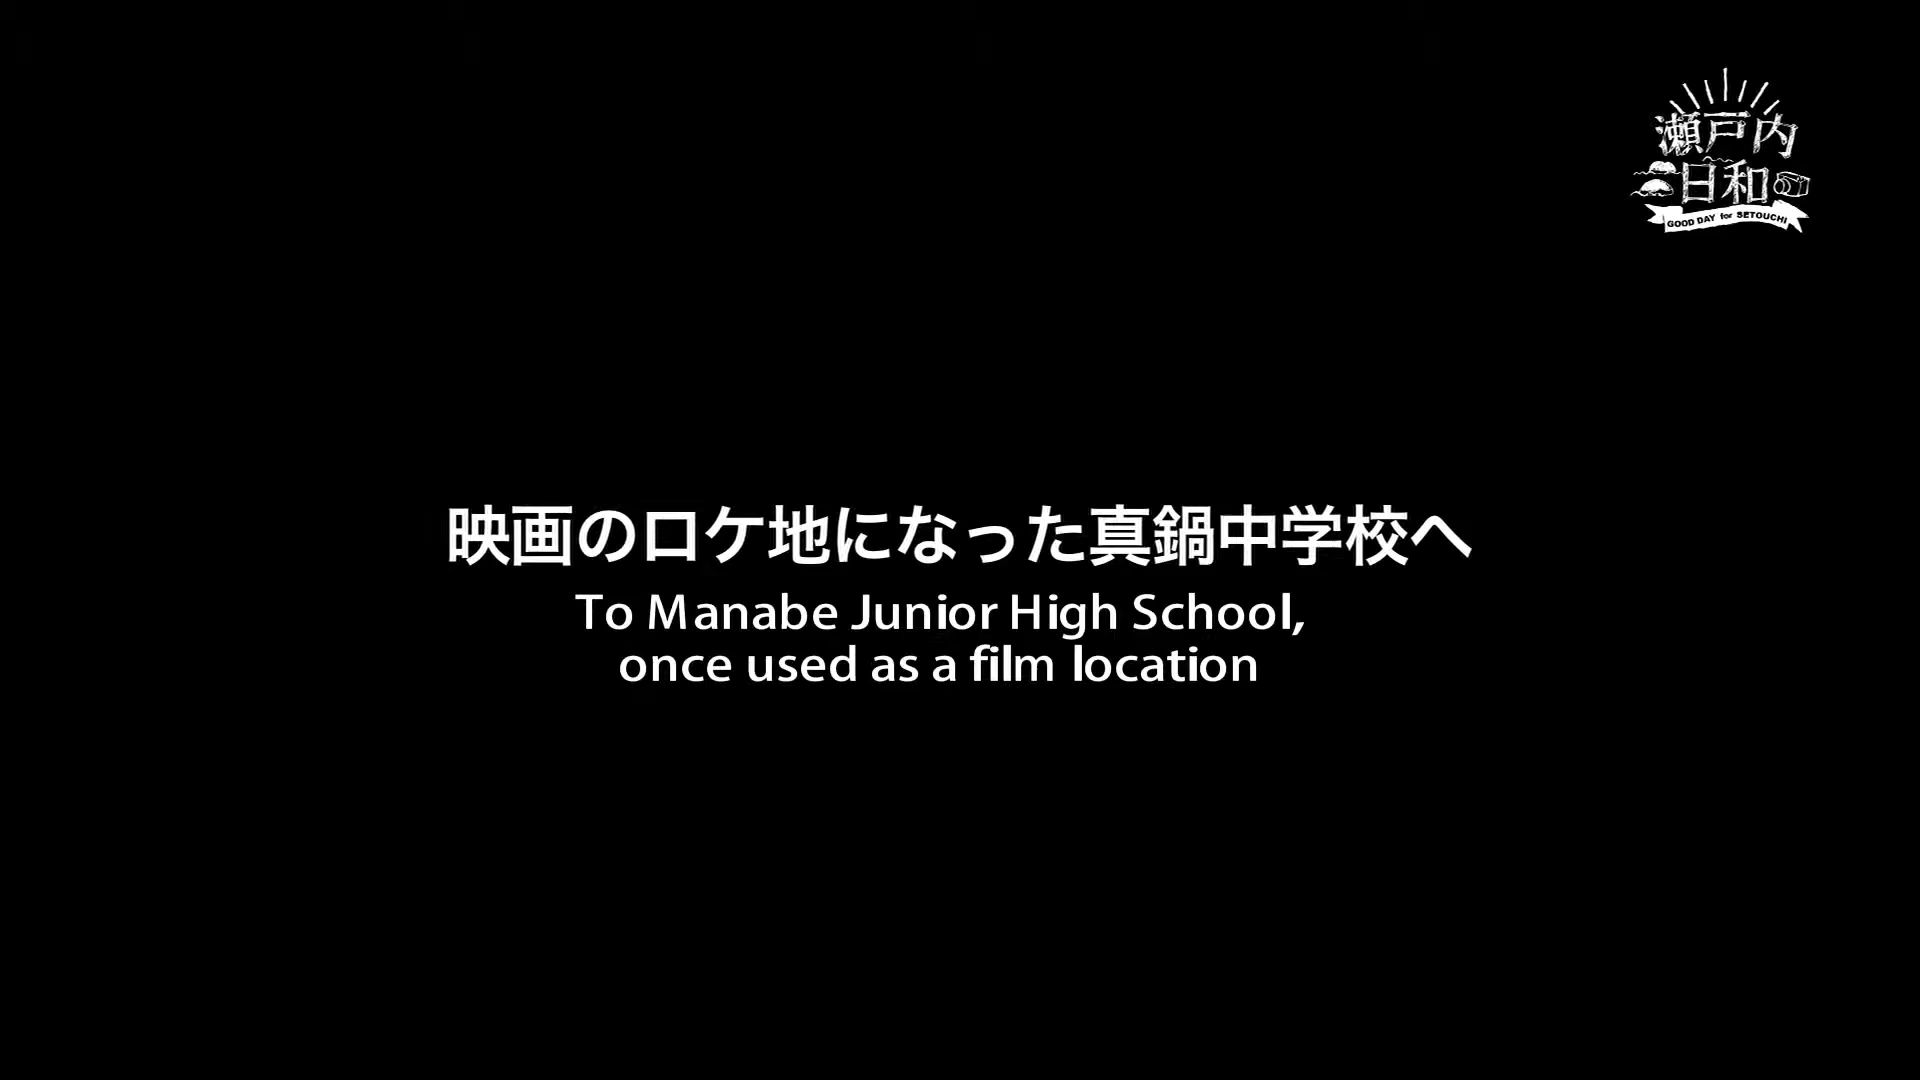 瀬戸内
日和
GOOD DAY for SETOUCHI
映画のロケ地になった真鍋中学校へ
To Manabe Junior High School,
once used as a film location